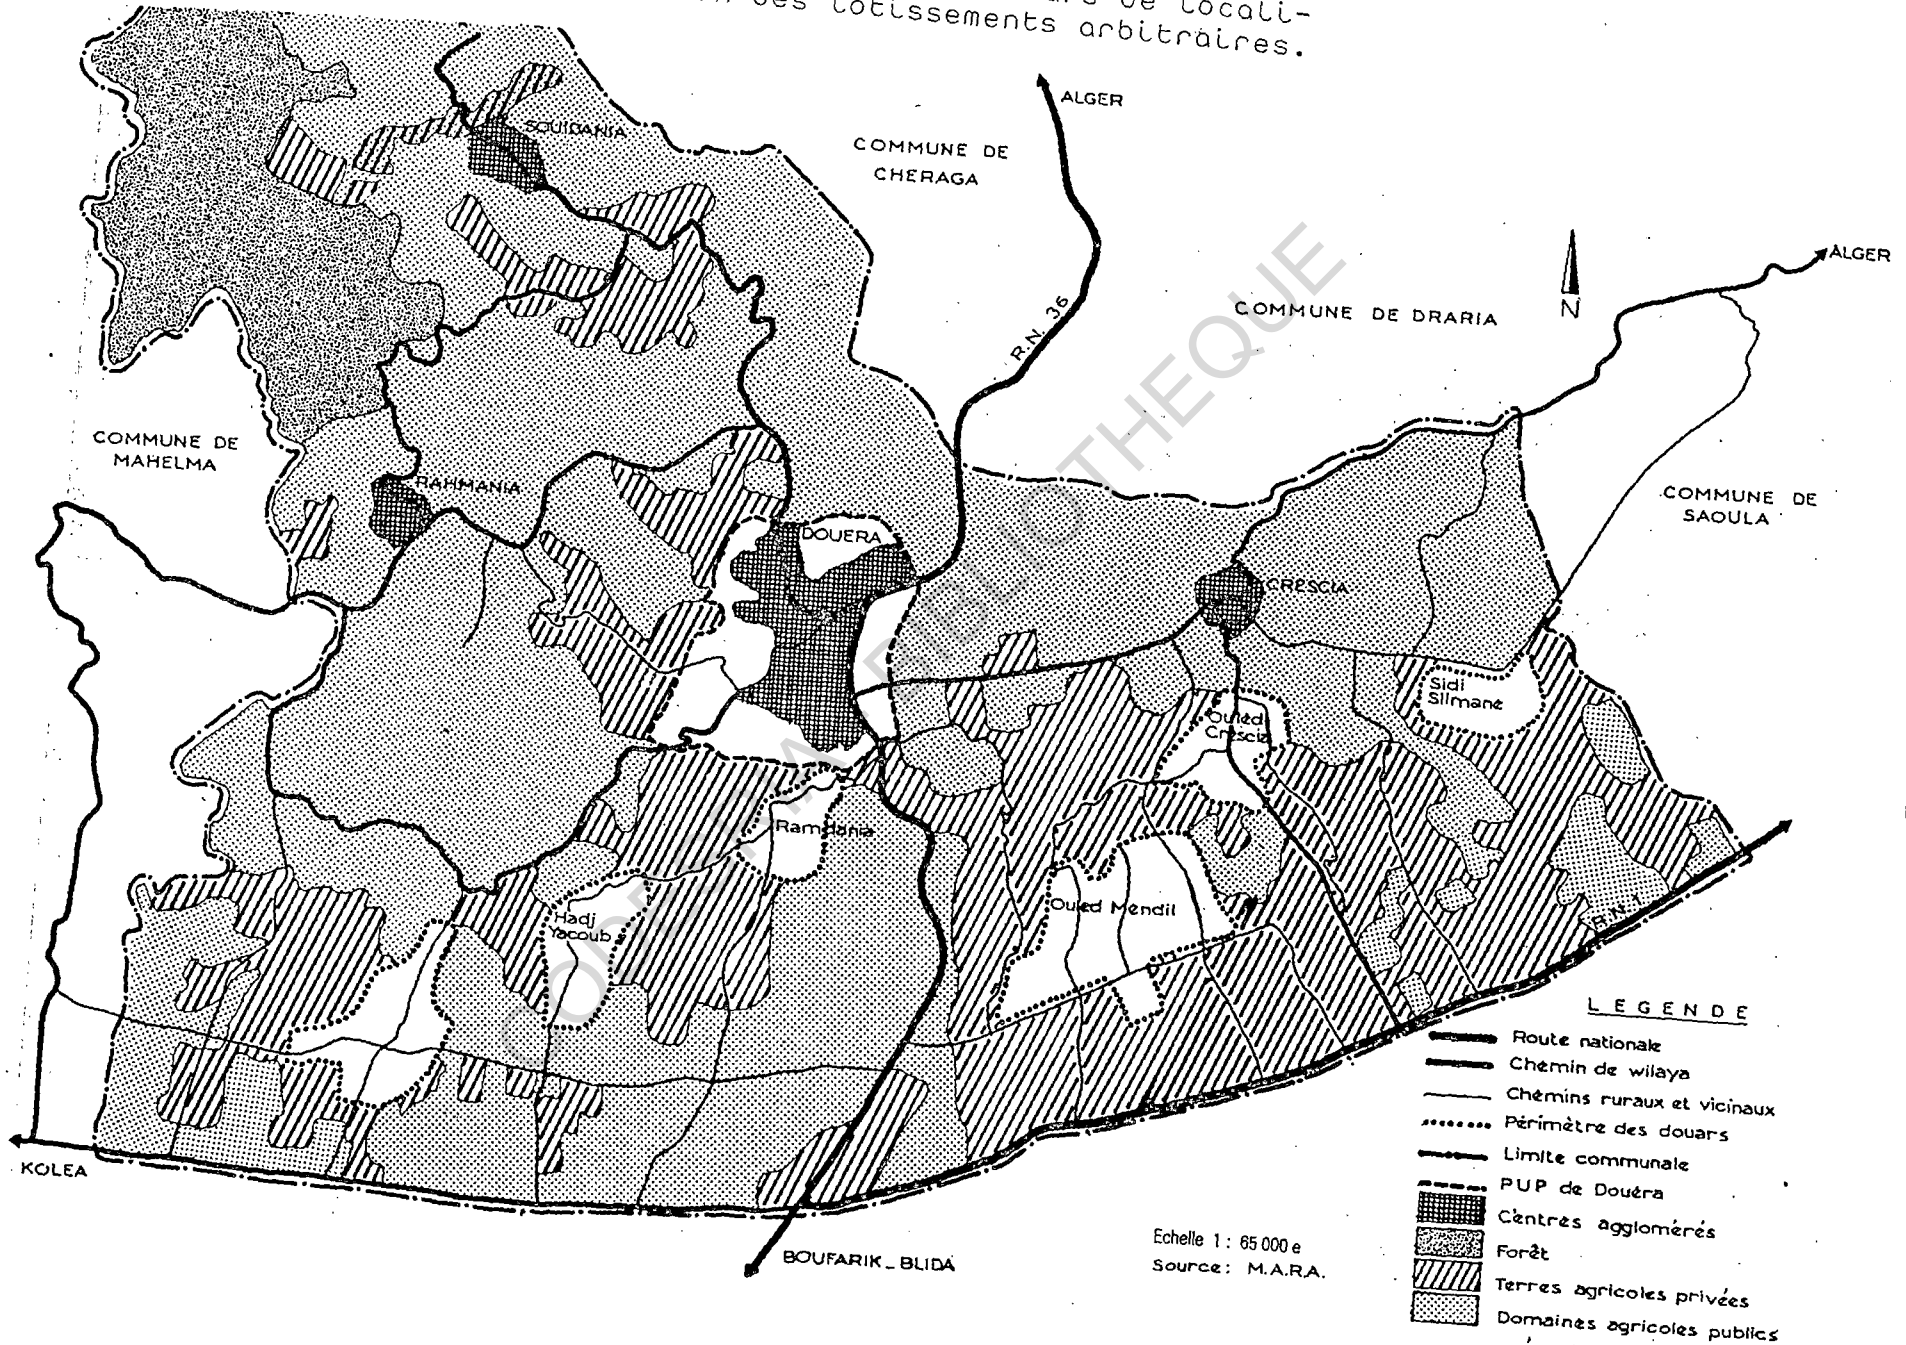 de locali-
des lotissements arbitraires.
ALGER
COMMUNE DE
CHERAGA
SOUIDANIA
ALGER
R.N. 36
COMMUNE DE DRARIA
N
COMMUNE DE
MAHELMA
RAHMANIA
COMMUNE DE
SAOULA
DOUERA
CRESCIA
Sidi
Slimane
Ouled
Crescia
Ramdania
Hadj
Yacoub
Ouled Mendil
R.N.1
KOLEA
BOUFARIK_BLIDA
Echelle 1 : 65 000 e
Source : M.A.R.A.
LEGENDE
Route nationale
Chemin de wilaya
Chemins ruraux et vicinaux
Périmètre des douars
Limite communale
PUP de Douéra
Centres agglomérés
Forêt
Terres agricoles privées
Domaines agricoles publics
BIBLIOTHEQUE